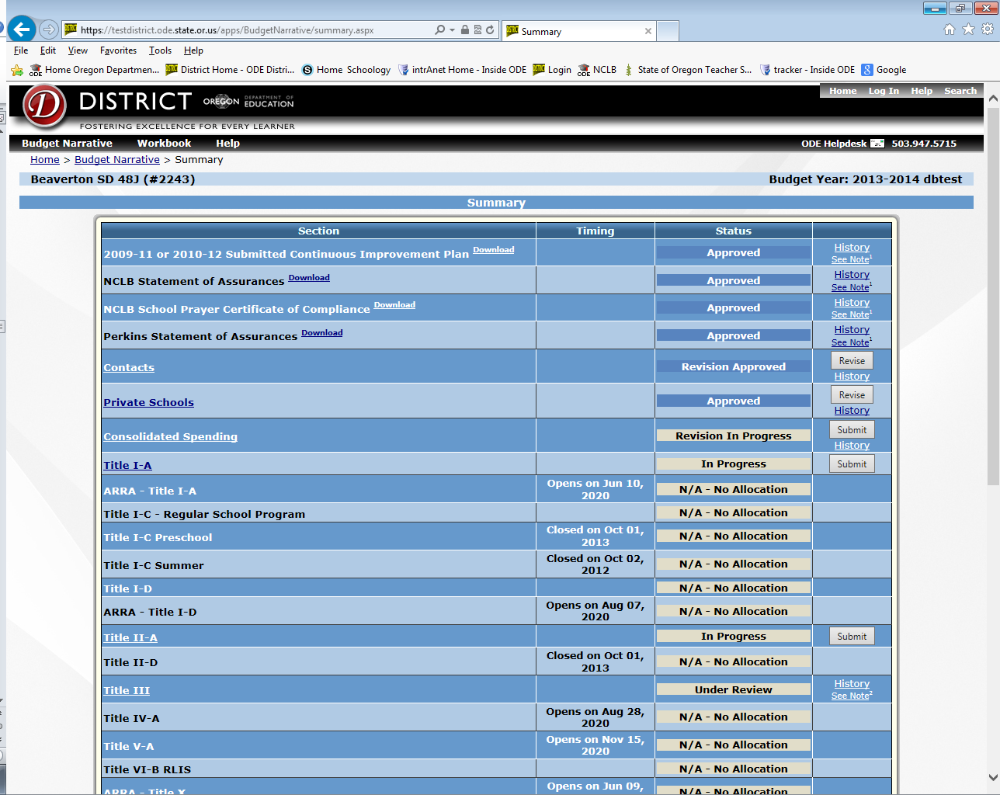 https://testdistrict.ode.state.or.us/apps/BudgetNarrative/summary.aspx
Summary
File Edit View Favorites Tools Help
Home Oregon Departmen... District Home - ODE Distri... Home Schoology intrAnet Home - Inside ODE Login NCLB State of Oregon Teacher S... tracker - Inside ODE Google
Home Log In Help Search
DISTRICT OREGON DEPARTMENT OF EDUCATION
FOSTERING EXCELLENCE FOR EVERY LEARNER
Budget Narrative Workbook Help ODE Helpdesk 503.947.5715
Home > Budget Narrative > Summary
Beaverton SD 48J (#2243) Budget Year: 2013-2014 dbtest
Summary
Section Timing Status
2009-11 or 2010-12 Submitted Continuous Improvement Plan Download Approved History
See Note1
NCLB Statement of Assurances Download Approved History
See Note1
NCLB School Prayer Certificate of Compliance Download Approved History
See Note1
Perkins Statement of Assurances Download Approved History
See Note1
Contacts Revision Approved Revise
History
Private Schools Approved Revise
History
Consolidated Spending Revision In Progress Submit
History
Title I-A In Progress Submit
ARRA - Title I-A Opens on Jun 10, N/A - No Allocation
2020
Title I-C - Regular School Program N/A - No Allocation
Title I-C Preschool Closed on Oct 01, N/A - No Allocation
2013
Title I-C Summer Closed on Oct 02, N/A - No Allocation
2012
Title I-D N/A - No Allocation
ARRA - Title I-D Opens on Aug 07, N/A - No Allocation
2020
Title II-A In Progress Submit
Title II-D Closed on Oct 01, N/A - No Allocation
2013
Title III Under Review History
See Note2
Title IV-A Opens on Aug 28, N/A - No Allocation
2020
Title V-A Opens on Nov 15, N/A - No Allocation
2020
Title VI-B RLIS N/A - No Allocation
ARRA - Title X Opens on Jun 09, N/A - No Allocation